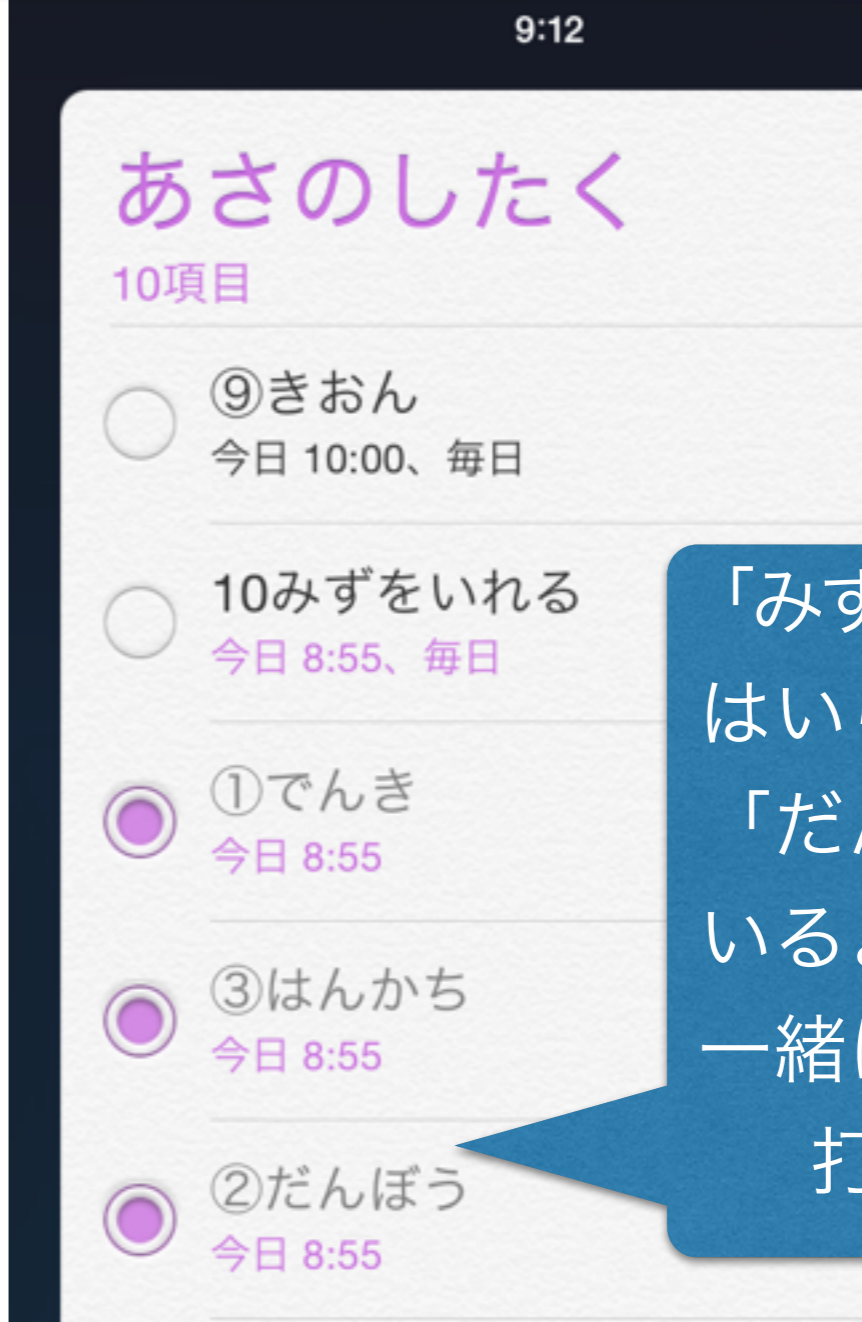 9:12
あさのしたく
10項目
⑨きおん
今日 10:00、毎日
10みずをいれる
今日 8:55、毎日
①でんき
今日 8:55
③はんかち
今日 8:55
②だんぼう
今日 8:55
「みず
はい
「だん
いる
一緒に
打